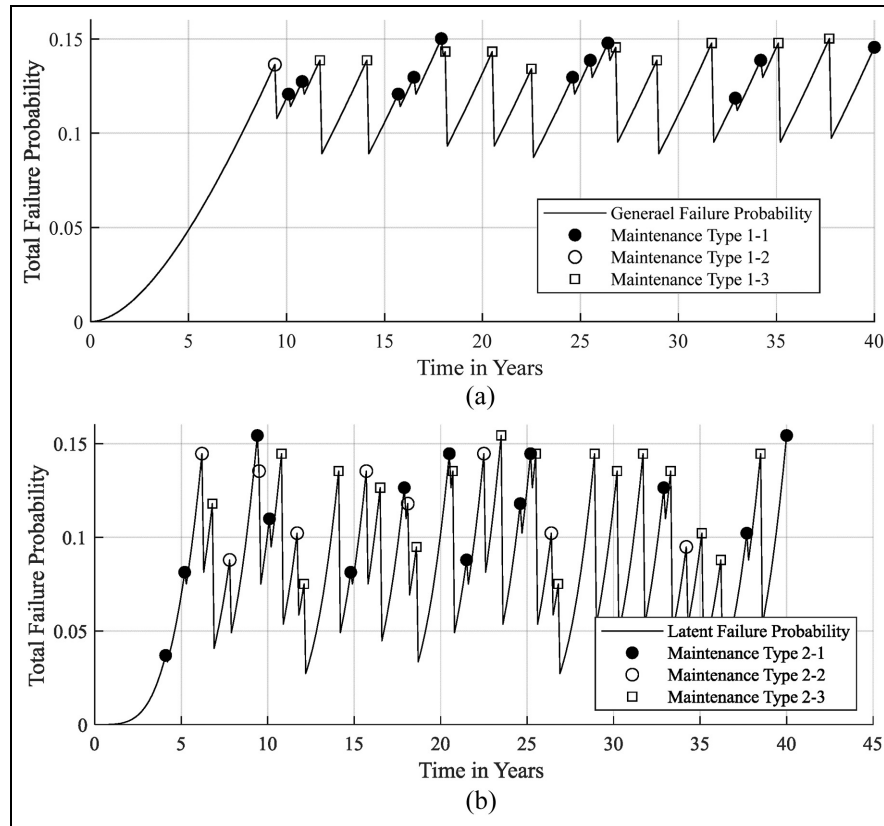 0.15
0.1
0.05
0
Total Failure Probability
Generael Failure Probability
Maintenance Type 1-1
Maintenance Type 1-2
Maintenance Type 1-3
0 5 10 15 20 25 30 35 40
Time in Years
(a)
0.15
0.1
0.05
0
Total Failure Probability
Latent Failure Probability
Maintenance Type 2-1
Maintenance Type 2-2
Maintenance Type 2-3
0 5 10 15 20 25 30 35 40 45
Time in Years
(b)